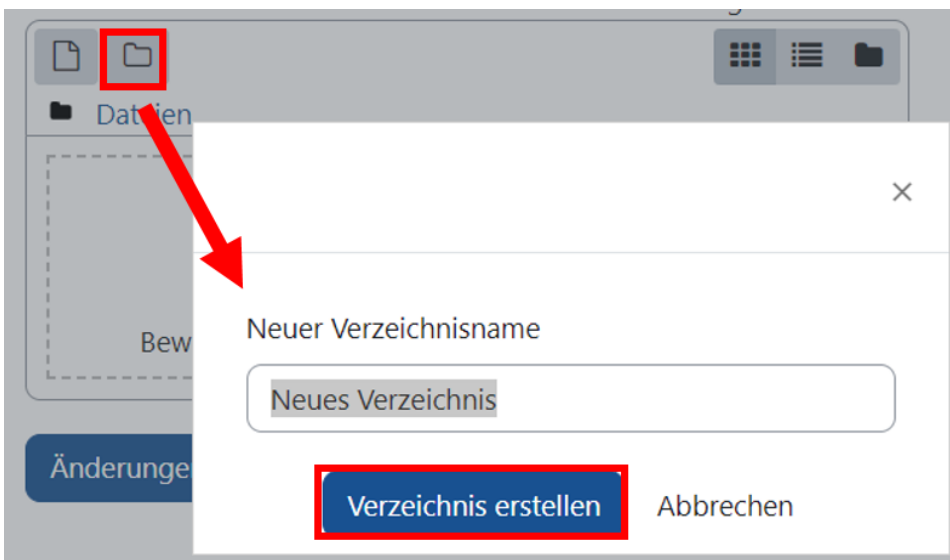 Dateien
Neuer Verzeichnisname
Bew
Neues Verzeichnis
Änderunge
Verzeichnis erstellen
Abbrechen